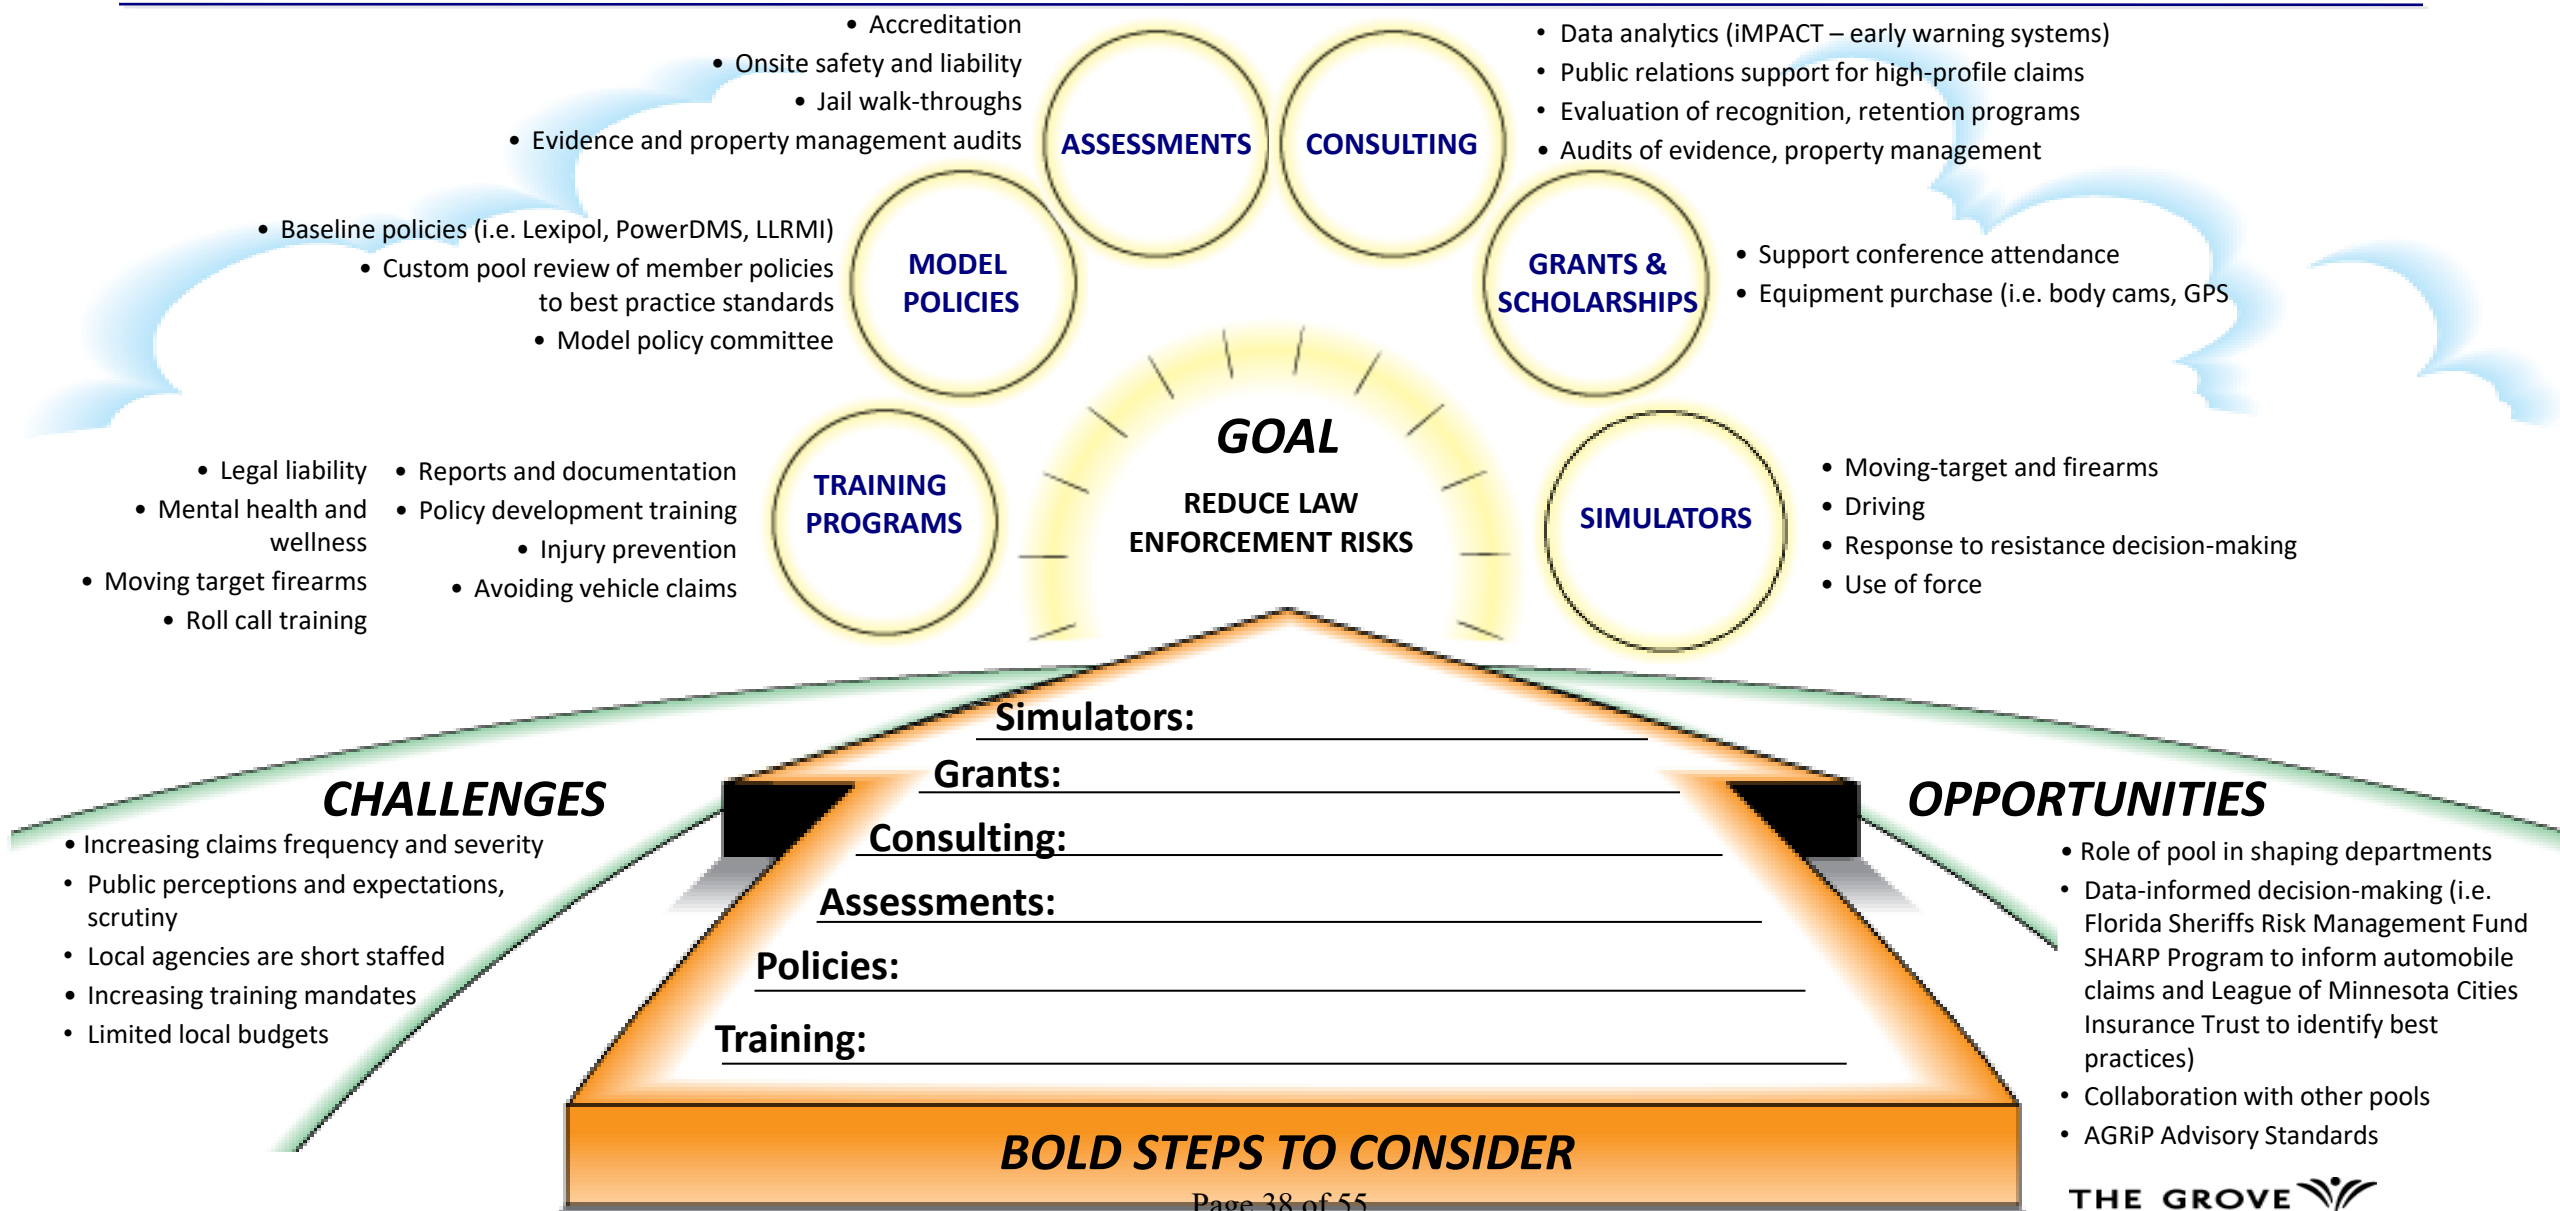 • Accreditation
• Onsite safety and liability
• Jail walk-throughs
• Evidence and property management audits
ASSESSMENTS
CONSULTING
• Data analytics (iMPACT – early warning systems)
• Public relations support for high-profile claims
• Evaluation of recognition, retention programs
• Audits of evidence, property management
• Baseline policies (i.e. Lexipol, PowerDMS, LLRMI)
• Custom pool review of member policies
to best practice standards
• Model policy committee
MODEL
POLICIES
GRANTS &
SCHOLARSHIPS
• Support conference attendance
• Equipment purchase (i.e. body cams, GPS
• Legal liability
• Mental health and
wellness
• Moving target firearms
• Roll call training
• Reports and documentation
• Policy development training
• Injury prevention
• Avoiding vehicle claims
TRAINING
PROGRAMS
GOAL
REDUCE LAW
ENFORCEMENT RISKS
SIMULATORS
• Moving-target and firearms
• Driving
• Response to resistance decision-making
• Use of force
CHALLENGES
• Increasing claims frequency and severity
• Public perceptions and expectations,
scrutiny
• Local agencies are short staffed
• Increasing training mandates
• Limited local budgets
Simulators:
Grants:
Consulting:
Assessments:
Policies:
Training:
OPPORTUNITIES
• Role of pool in shaping departments
• Data-informed decision-making (i.e.
Florida Sheriffs Risk Management Fund
SHARP Program to inform automobile
claims and League of Minnesota Cities
Insurance Trust to identify best
practices)
• Collaboration with other pools
• AGRiP Advisory Standards
BOLD STEPS TO CONSIDER
Page 38 of 55
THE GROVE